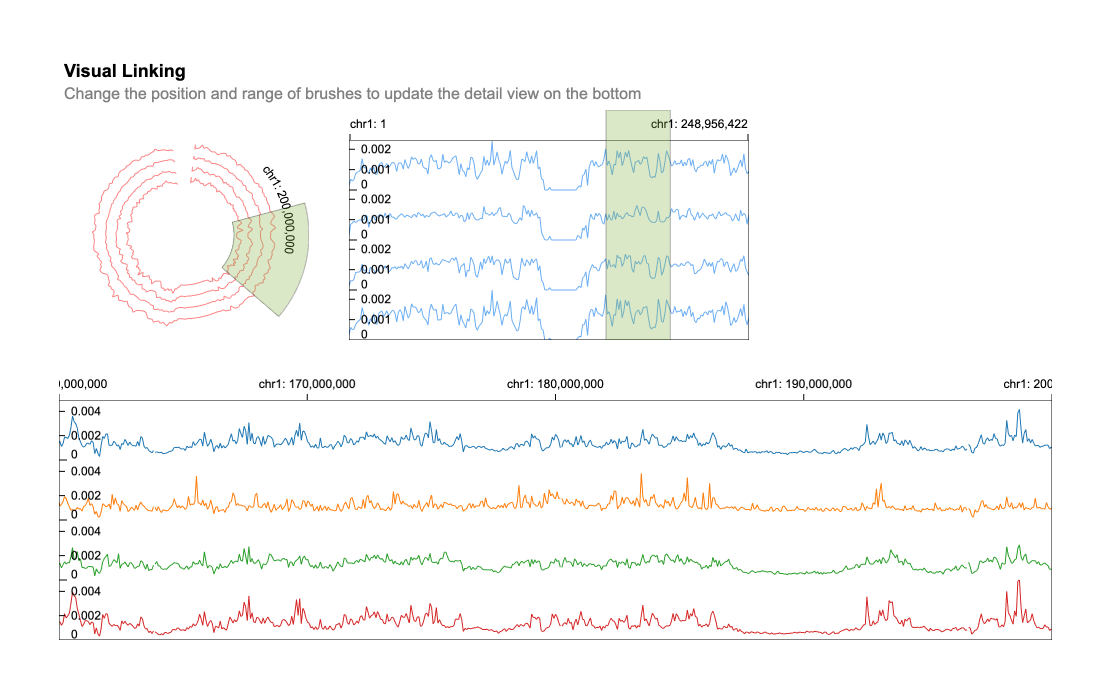 Visual Linking
Change the position and range of brushes to update the detail view on the bottom
chr1: 200,000,000
chr1: 1
chr1: 248,956,422
0.002
0.001
0
0.002
0.001
0
0.002
0.001
0
0.002
0.001
0
,000,000
chr1: 170,000,000
chr1: 180,000,000
chr1: 190,000,000
chr1: 200
0.004
0.002
0
0.004
0.002
0
0.004
0.002
0
0.004
0.002
0